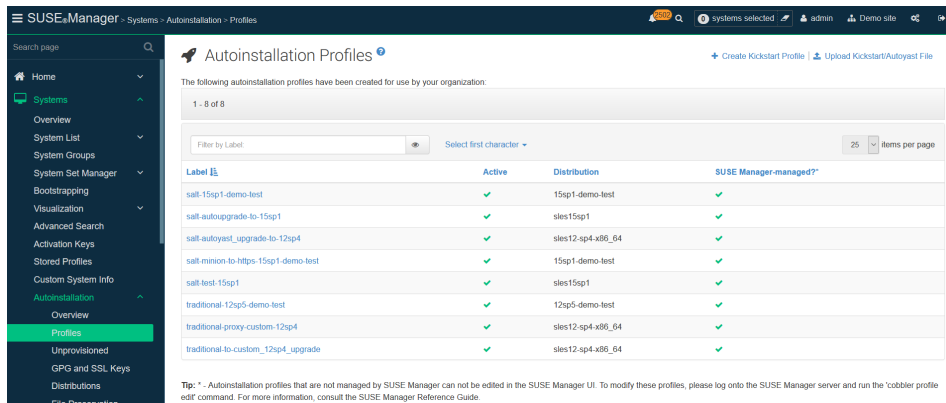 SUSE Manager > Systems > Autoinstallation > Profiles
2502
0 systems selected
admin
Demo site
Search page
Home
Systems
Overview
System List
System Groups
System Set Manager
Bootstrapping
Visualization
Advanced Search
Activation Keys
Stored Profiles
Custom System Info
Autoinstallation
Overview
Profiles
Unprovisioned
GPG and SSL Keys
Distributions
File Preservation
Autoinstallation Profiles ?
+ Create Kickstart Profile | Upload Kickstart/Autoyast File
The following autoinstallation profiles have been created for use by your organization:
1 - 8 of 8
Filter by Label:
Select first character
25 items per page
Label Active Distribution SUSE Manager-managed?*
salt-15sp1-demo-test ✓ 15sp1-demo-test ✓
salt-autoupgrade-to-15sp1 ✓ sles15sp1 ✓
salt-autoyast_upgrade-to-12sp4 ✓ sles12-sp4-x86_64 ✓
salt-minion-to-https-15sp1-demo-test ✓ 15sp1-demo-test ✓
salt-test-15sp1 ✓ sles15sp1 ✓
traditional-12sp5-demo-test ✓ 12sp5-demo-test ✓
traditional-proxy-custom-12sp4 ✓ sles12-sp4-x86_64 ✓
traditional-to-custom_12sp4_upgrade ✓ sles12-sp4-x86_64 ✓
Tip: * - Autoinstallation profiles that are not managed by SUSE Manager can not be edited in the SUSE Manager UI. To modify these profiles, please log onto the SUSE Manager server and run the 'cobbler profile
edit' command. For more information, consult the SUSE Manager Reference Guide.